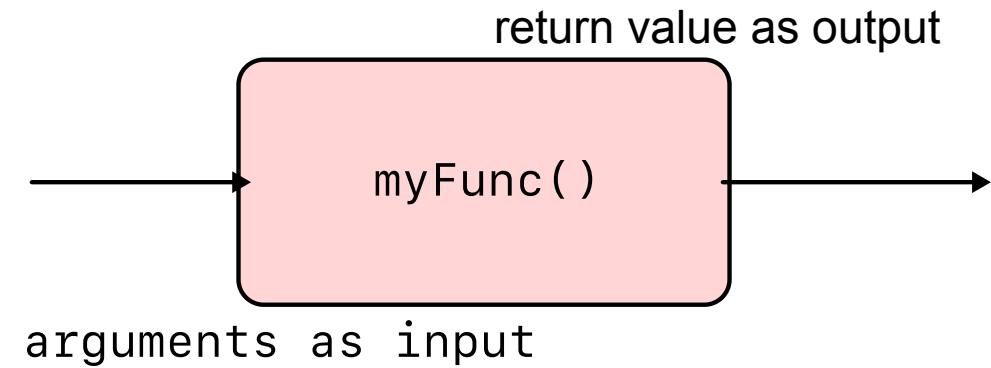 return value as output
myFunc()
arguments as input